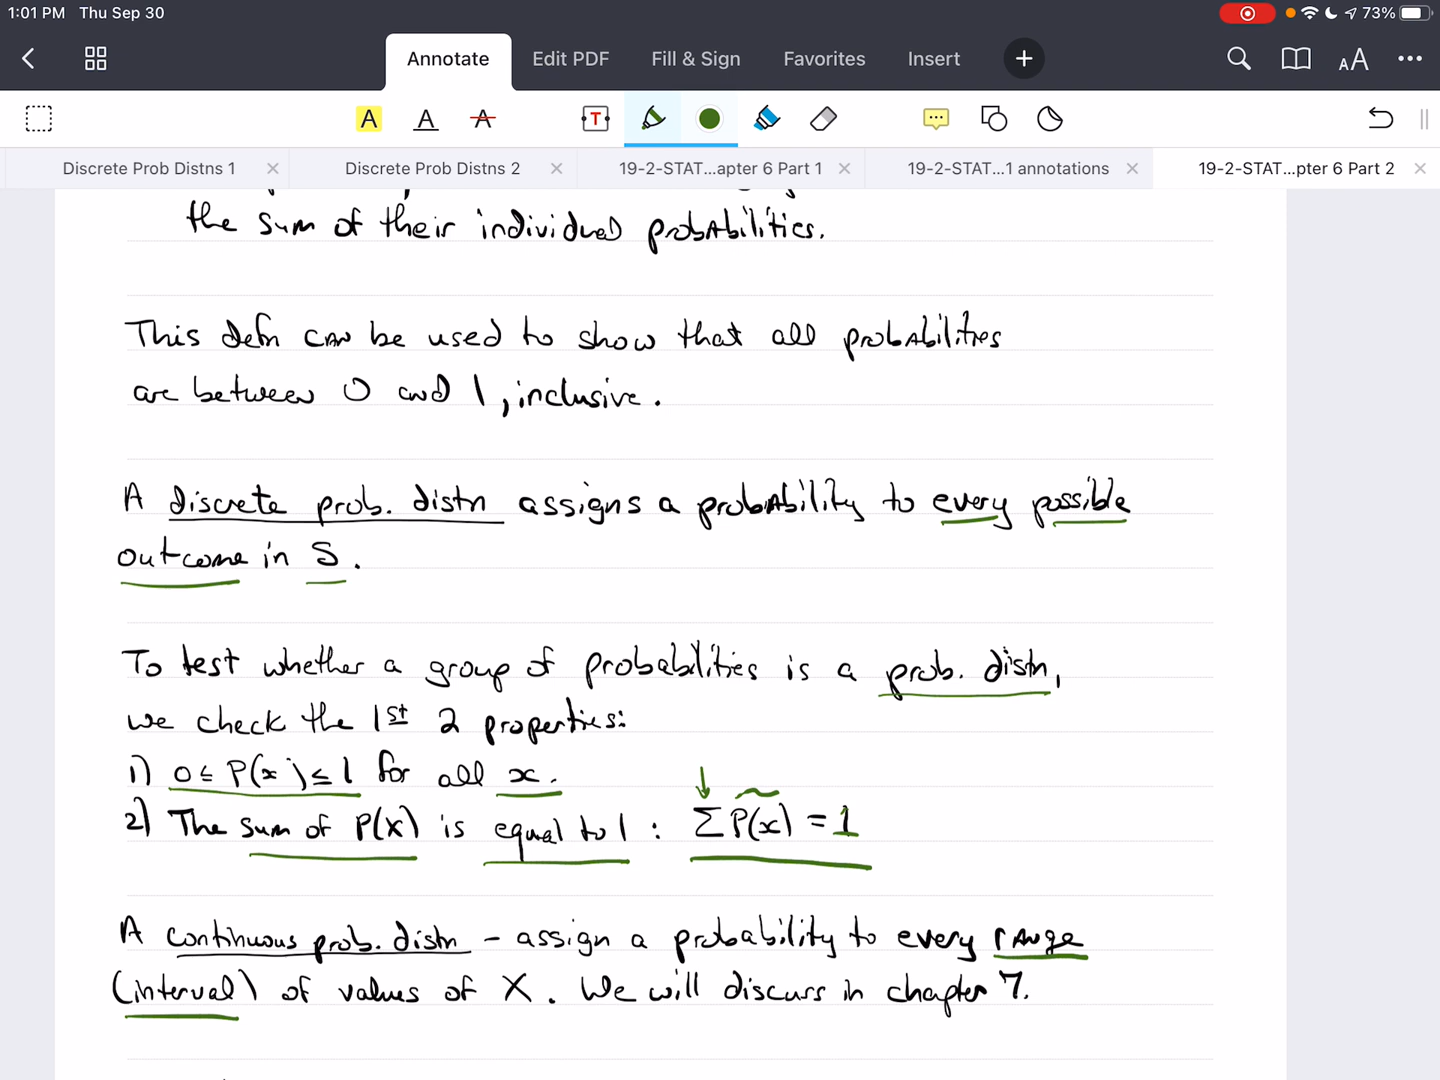 1:01 PM Thu Sep 30
73%
Annotate Edit PDF Fill & Sign Favorites Insert
A A A T AA
Discrete Prob Distns 1 Discrete Prob Distns 2 19-2-STAT...apter 6 Part 1 19-2-STAT...1 annotations 19-2-STAT...pter 6 Part 2
the sum of their individual probabilities.
This defn can be used to show that all probabilities
are between 0 and 1, inclusive.
A discrete prob. distn assigns a probability to every possible
outcome in S.
To test whether a group of probabilities is a prob. distn,
we check the 1st 2 properties:
1) 0 ≤ P(x) ≤ 1 for all x.
2) The sum of P(x) is equal to 1 : ΣP(x) = 1
A continuous prob. distn - assign a probability to every range
(interval) of values of X. We will discuss in chapter 7.